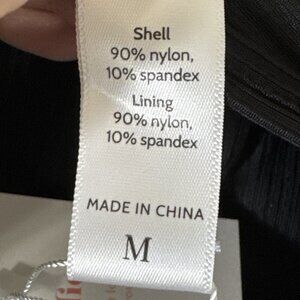 Shell
90% nylon,
10% spandex
Lining
90% nylon,
10% spandex
MADE IN CHINA
M